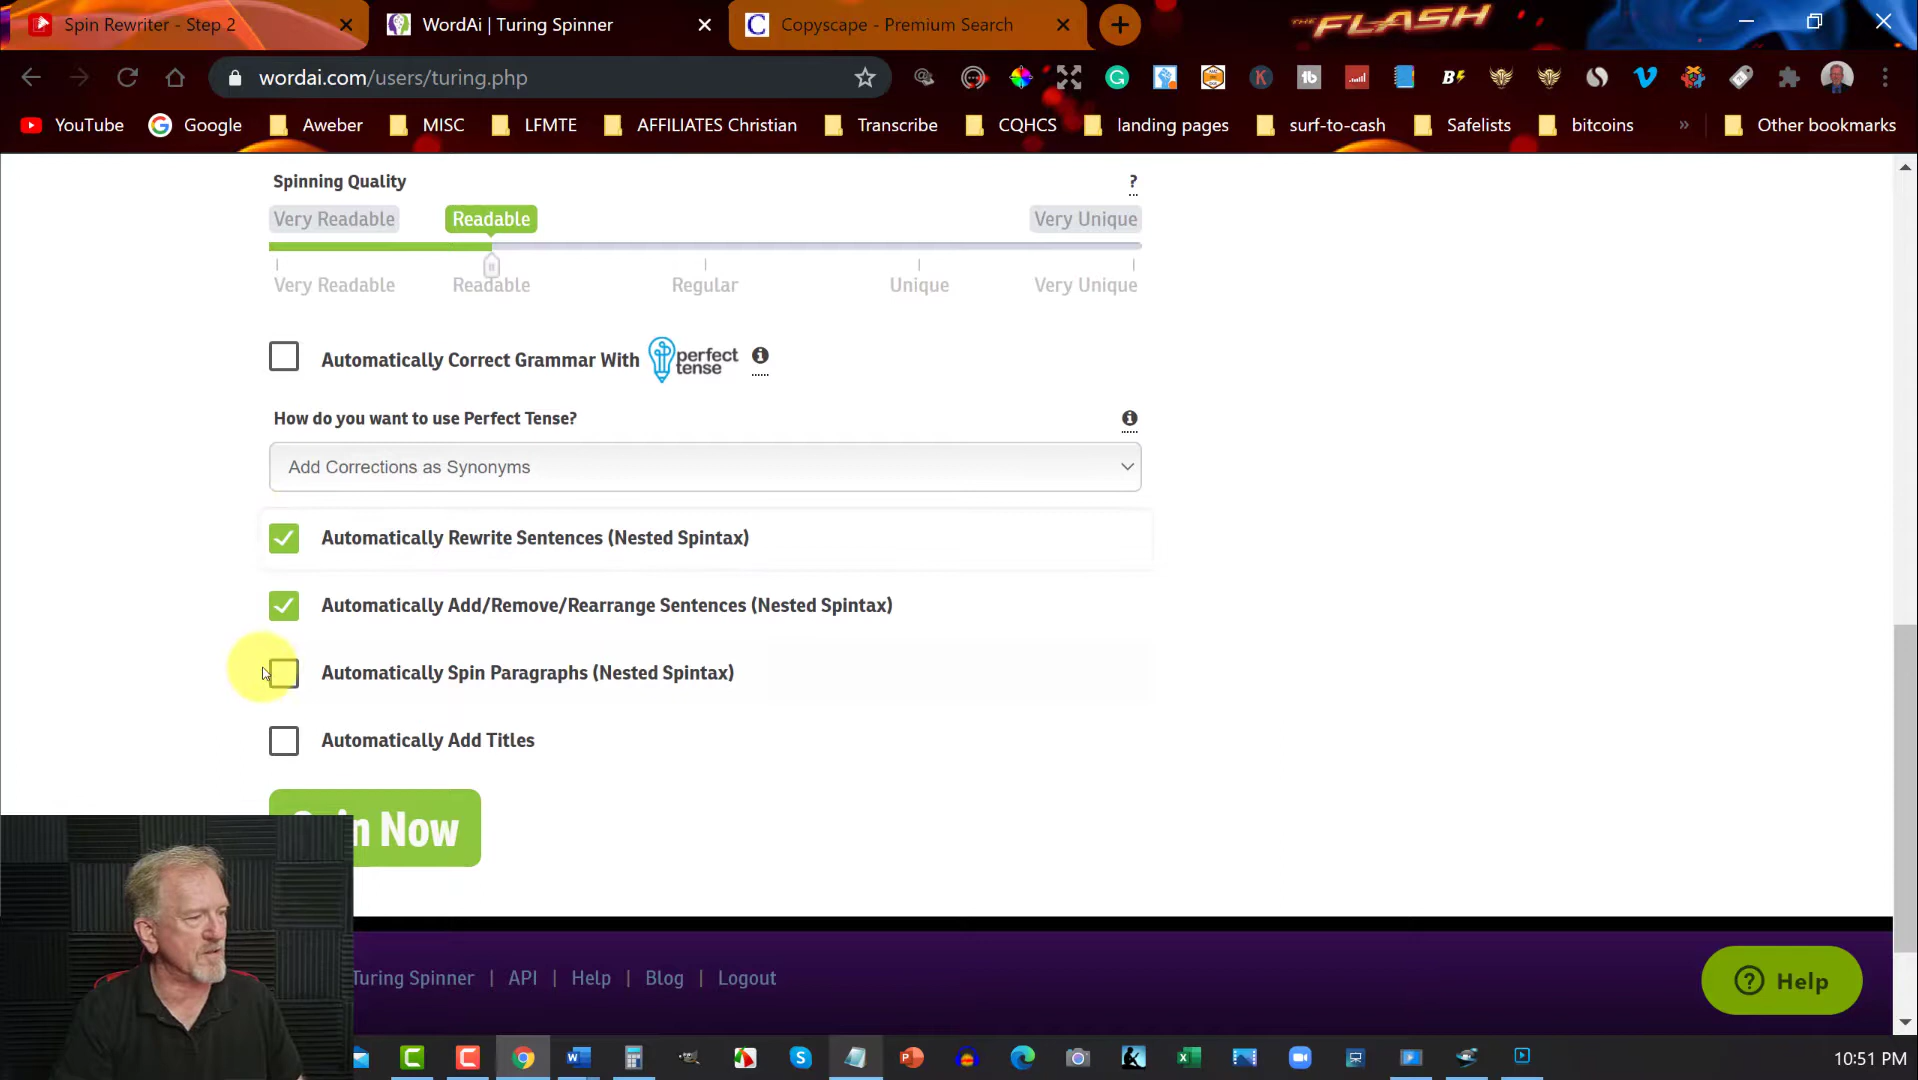 Spin Rewriter - Step 2
WordAi | Turing Spinner
Copyscape - Premium Search
THE FLASH
wordai.com/users/turing.php
YouTube
Google
Aweber
MISC
LFMTE
AFFILIATES Christian
Transcribe
CQHCS
landing pages
surf-to-cash
Safelists
bitcoins
»
Other bookmarks
Spinning Quality
?
Very Readable
Readable
Very Unique
Very Readable
Readable
Regular
Unique
Very Unique
Automatically Correct Grammar With perfect tense
How do you want to use Perfect Tense?
Add Corrections as Synonyms
Automatically Rewrite Sentences (Nested Spintax)
Automatically Add/Remove/Rearrange Sentences (Nested Spintax)
Automatically Spin Paragraphs (Nested Spintax)
Automatically Add Titles
Now
Turing Spinner | API | Help | Blog | Logout
? Help
10:51 PM